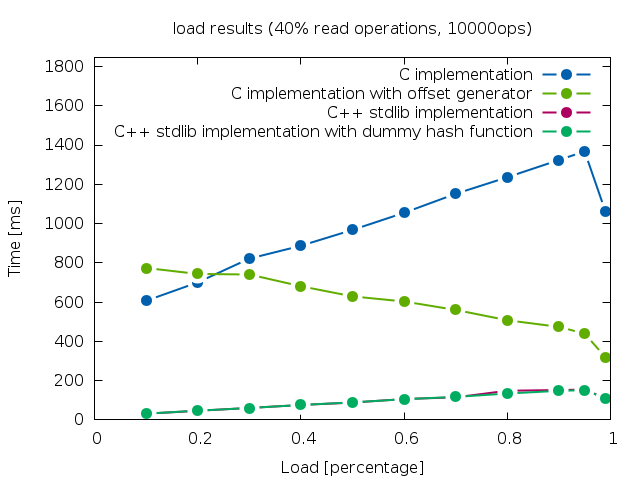 load results (40% read operations, 10000ops)
C implementation
C implementation with offset generator
C++ stdlib implementation
C++ stdlib implementation with dummy hash function
Time [ms]
1800
1600
1400
1200
1000
800
600
400
200
0
0 0.2 0.4 0.6 0.8 1
Load [percentage]